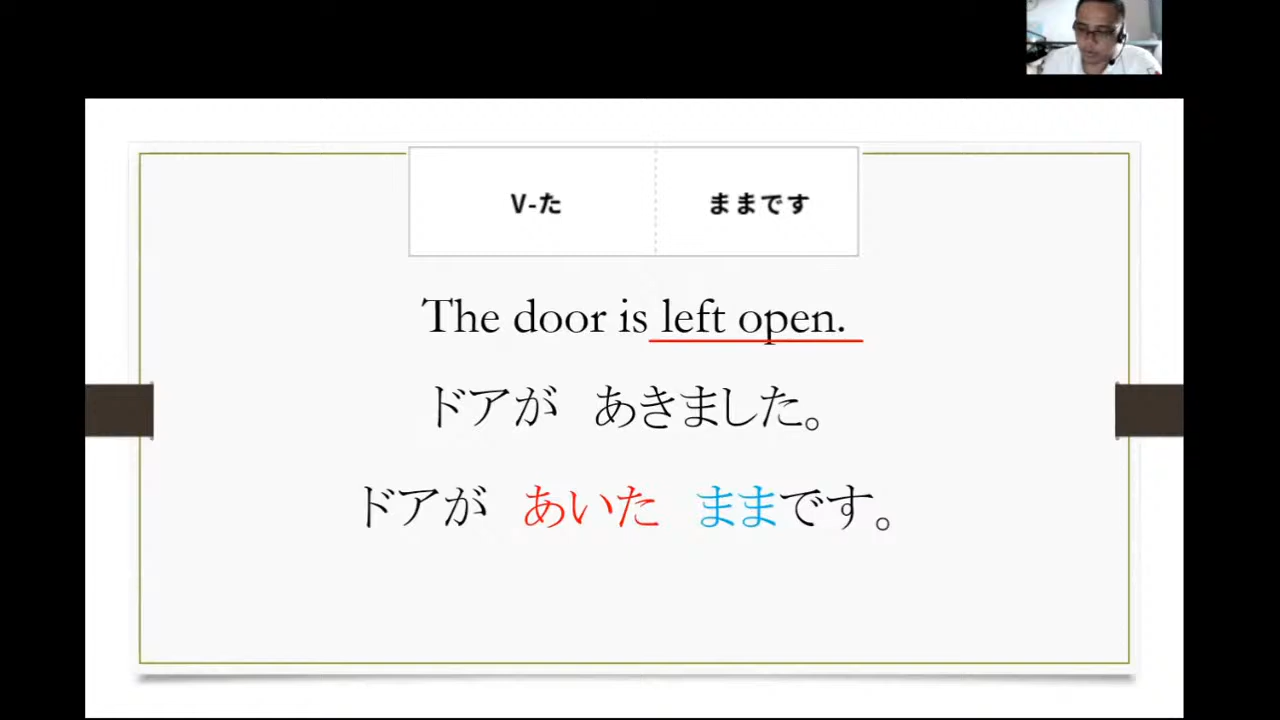 V-た ままです
The door is left open.
ドアが　あきました。
ドアが　あいた　ままです。